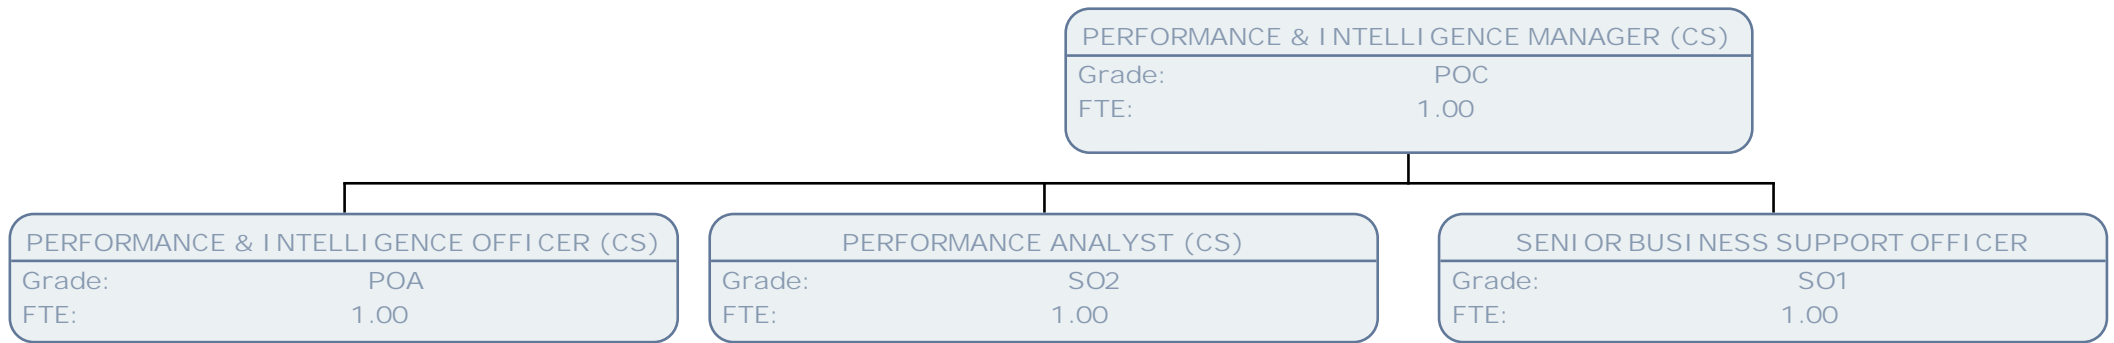 PERFORMANCE & INTELLIGENCE MANAGER (CS)
Grade: POC
FTE: 1.00
PERFORMANCE & INTELLIGENCE OFFICER (CS)
Grade: POA
FTE: 1.00
PERFORMANCE ANALYST (CS)
Grade: SO2
FTE: 1.00
SENIOR BUSINESS SUPPORT OFFICER
Grade: SO1
FTE: 1.00